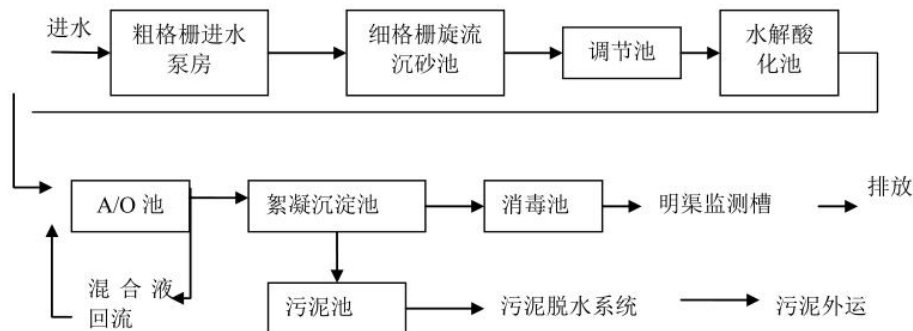 进水
粗格栅进水
泵房
细格栅旋流
沉砂池
调节池
水解酸
化池
A/O 池
絮凝沉淀池
消毒池
明渠监测槽
排放
混合液
回流
污泥池
污泥脱水系统
污泥外运